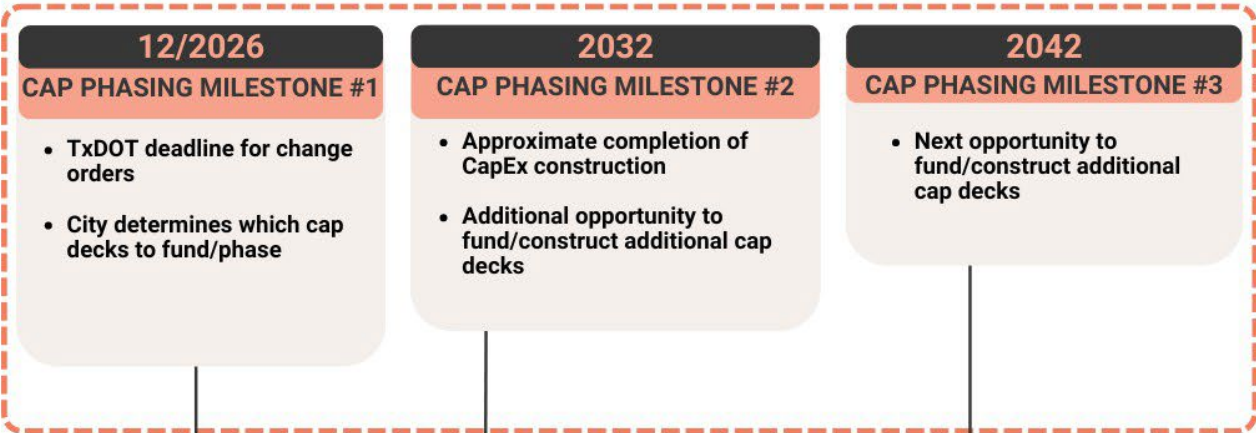 12/2026
CAP PHASING MILESTONE #1
• TxDOT deadline for change
orders
• City determines which cap
decks to fund/phase
2032
CAP PHASING MILESTONE #2
• Approximate completion of
CapEx construction
• Additional opportunity to
fund/construct additional cap
decks
2042
CAP PHASING MILESTONE #3
• Next opportunity to
fund/construct additional
cap decks